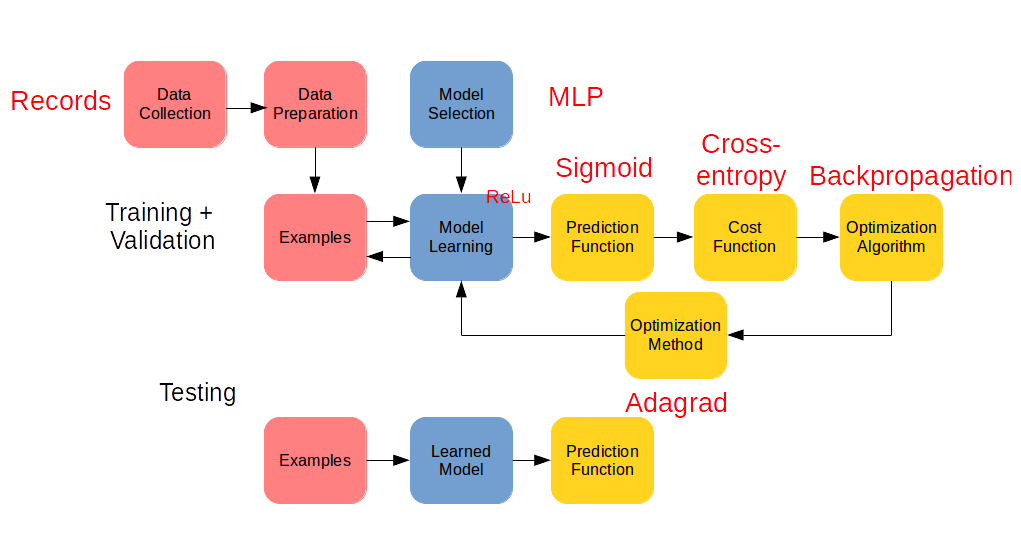 Records
Data
Collection
Data
Preparation
Model
Selection
MLP
Training +
Validation
Examples
Model
Learning
ReLu
Sigmoid
Prediction
Function
Cross-
entropy
Cost
Function
Backpropagation
Optimization
Algorithm
Optimization
Method
Adagrad
Testing
Examples
Learned
Model
Prediction
Function